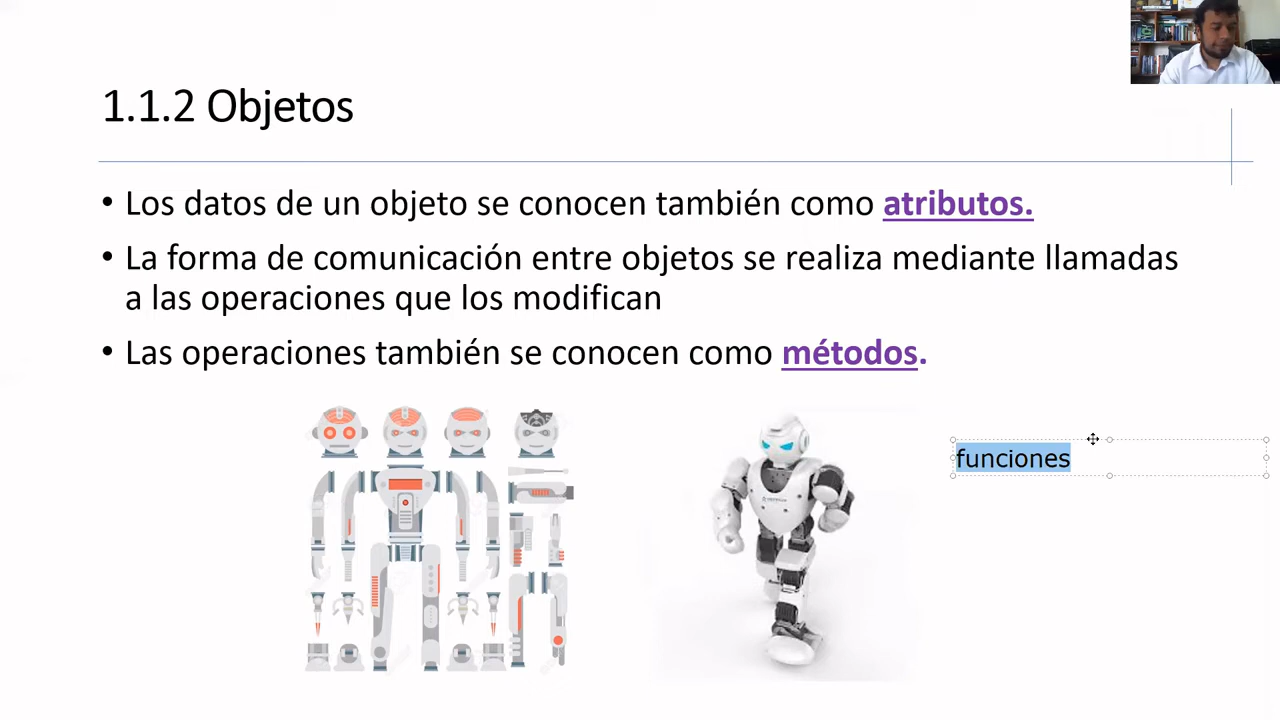 1.1.2 Objetos
• Los datos de un objeto se conocen también como atributos.
• La forma de comunicación entre objetos se realiza mediante llamadas
a las operaciones que los modifican
• Las operaciones también se conocen como métodos.
funciones